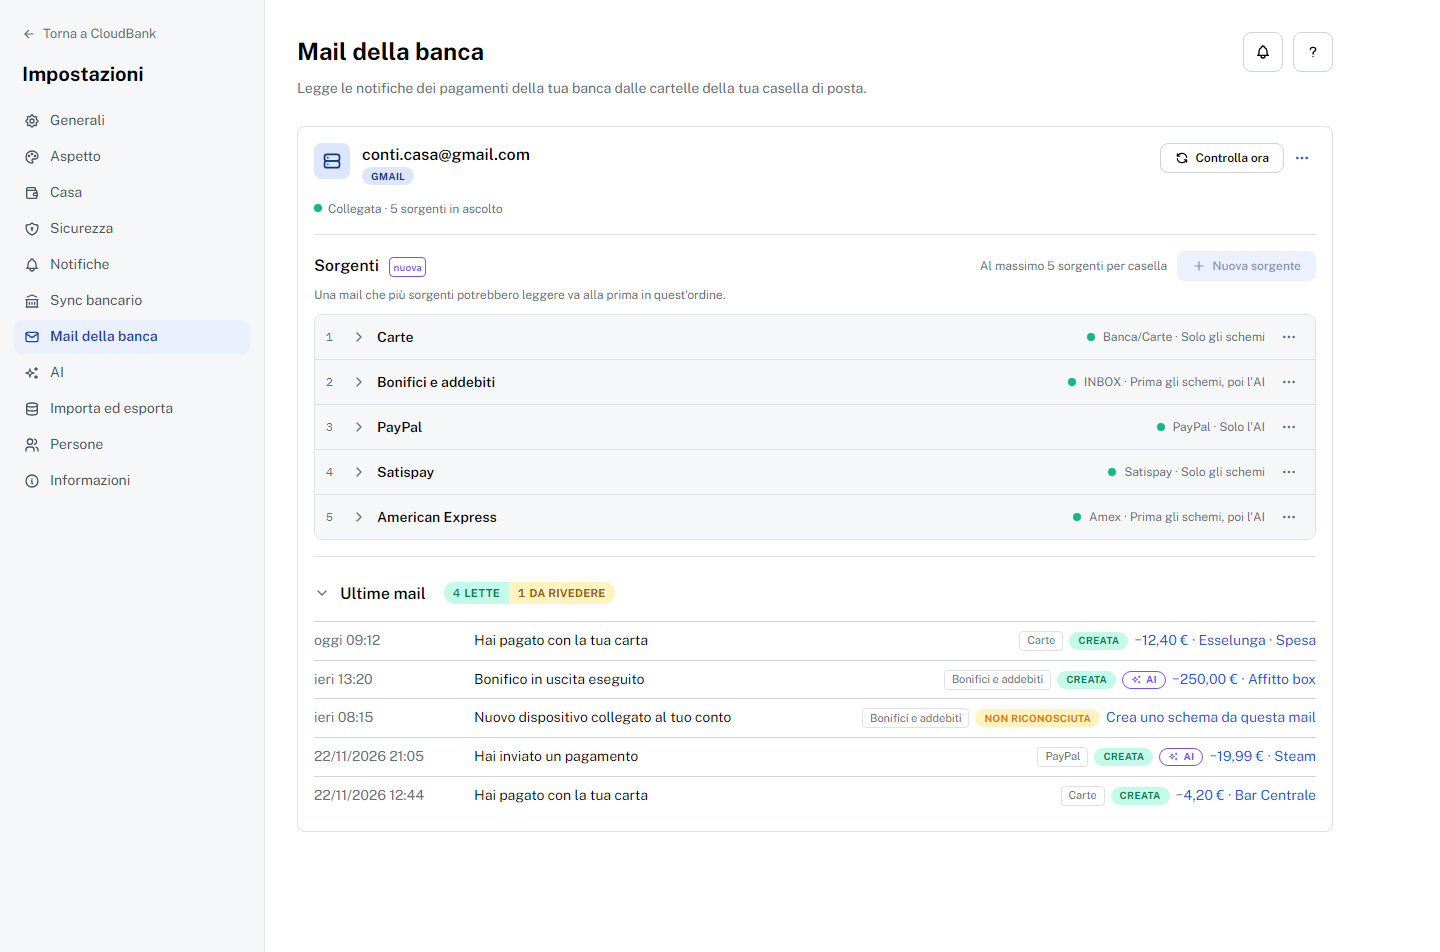 Torna a CloudBank
Impostazioni
Generali
Aspetto
Casa
Sicurezza
Notifiche
Sync bancario
Mail della banca
AI
Importa ed esporta
Persone
Informazioni
Mail della banca
?
Legge le notifiche dei pagamenti della tua banca dalle cartelle della tua casella di posta.
conti.casa@gmail.com
GMAIL
Controlla ora
Collegata · 5 sorgenti in ascolto
Sorgenti nuova
Al massimo 5 sorgenti per casella
Nuova sorgente
Una mail che più sorgenti potrebbero leggere va alla prima in quest'ordine.
1 Carte Banca/Carte · Solo gli schemi
2 Bonifici e addebiti INBOX · Prima gli schemi, poi l'AI
3 PayPal PayPal · Solo l'AI
4 Satispay Satispay · Solo gli schemi
5 American Express Amex · Prima gli schemi, poi l'AI
Ultime mail 4 LETTE 1 DA RIVEDERE
oggi 09:12 Hai pagato con la tua carta Carte CREATA −12,40 € · Esselunga · Spesa
ieri 13:20 Bonifico in uscita eseguito Bonifici e addebiti CREATA AI −250,00 € · Affitto box
ieri 08:15 Nuovo dispositivo collegato al tuo conto Bonifici e addebiti NON RICONOSCIUTA Crea uno schema da questa mail
22/11/2026 21:05 Hai inviato un pagamento PayPal CREATA AI −19,99 € · Steam
22/11/2026 12:44 Hai pagato con la tua carta Carte CREATA −4,20 € · Bar Centrale